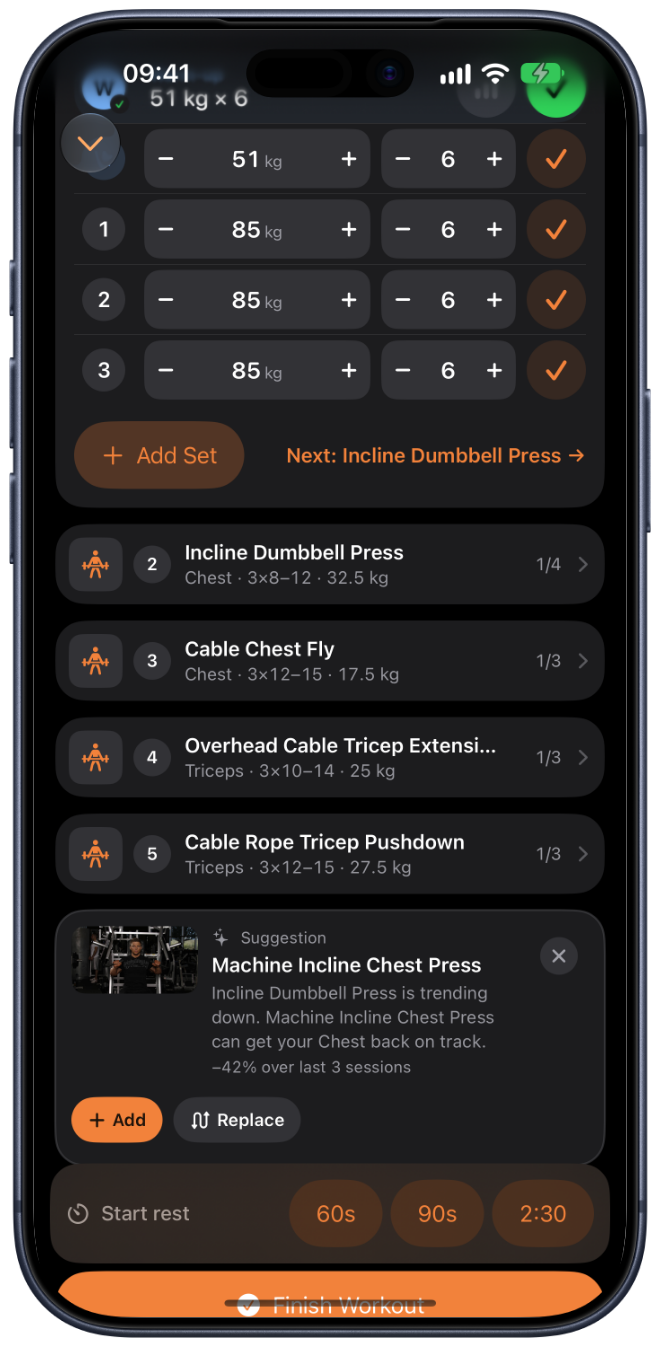 09:41
W
51 kg × 6
− 51 kg + − 6 +
1 − 85 kg + − 6 +
2 − 85 kg + − 6 +
3 − 85 kg + − 6 +
+ Add Set Next: Incline Dumbbell Press →
2 Incline Dumbbell Press 1/4
Chest · 3×8–12 · 32.5 kg
3 Cable Chest Fly 1/3
Chest · 3×12–15 · 17.5 kg
4 Overhead Cable Tricep Extensi... 1/3
Triceps · 3×10–14 · 25 kg
5 Cable Rope Tricep Pushdown 1/3
Triceps · 3×12–15 · 27.5 kg
Suggestion
Machine Incline Chest Press
Incline Dumbbell Press is trending
down. Machine Incline Chest Press
can get your Chest back on track.
−42% over last 3 sessions
+ Add Replace
Start rest 60s 90s 2:30
Finish Workout